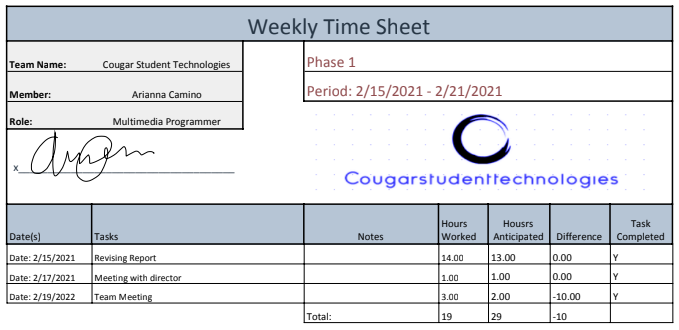 Weekly Time Sheet
Team Name: Cougar Student Technologies
Phase 1
Member: Arianna Camino
Period: 2/15/2021 - 2/21/2021
Role: Multimedia Programmer
x
Cougarstudenttechnologies
Date(s) Tasks Notes Hours Worked Housrs Anticipated Difference Task Completed
Date: 2/15/2021 Revising Report 14.00 13.00 0.00 Y
Date: 2/17/2021 Meeting with director 1.00 1.00 0.00 Y
Date: 2/19/2022 Team Meeting 3.00 2.00 -10.00 Y
Total: 19 29 -10